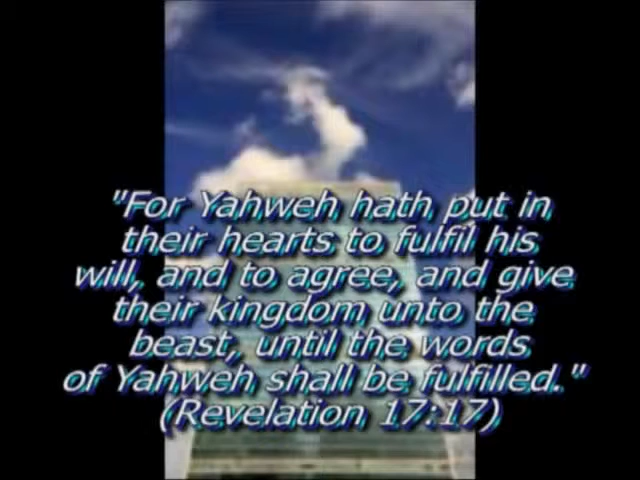 "For Yahweh hath put in
their hearts to fulfil his
will, and to agree, and give
their kingdom unto the
beast, until the words
of Yahweh shall be fulfilled."
(Revelation 17:17)